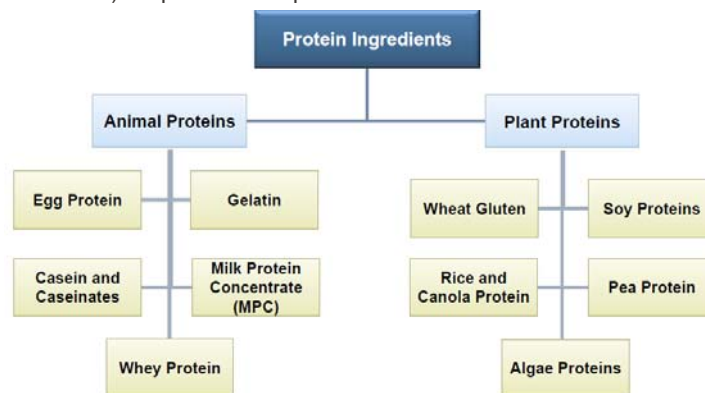 Protein Ingredients
Animal Proteins
Plant Proteins
Egg Protein
Gelatin
Wheat Gluten
Soy Proteins
Casein and
Caseinates
Milk Protein
Concentrate
(MPC)
Rice and
Canola Protein
Pea Protein
Whey Protein
Algae Proteins